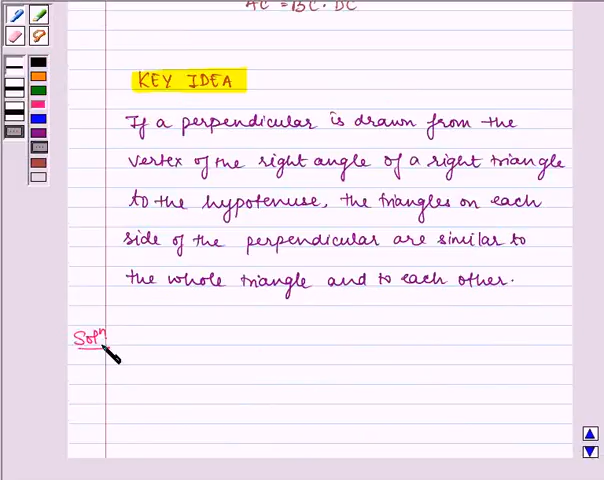 AC² = BC · DC
KEY IDEA
If a perpendicular is drawn from the
vertex of the right angle of a right triangle
to the hypotenuse, the triangles on each
side of the perpendicular are similar to
the whole triangle and to each other.
Solⁿ